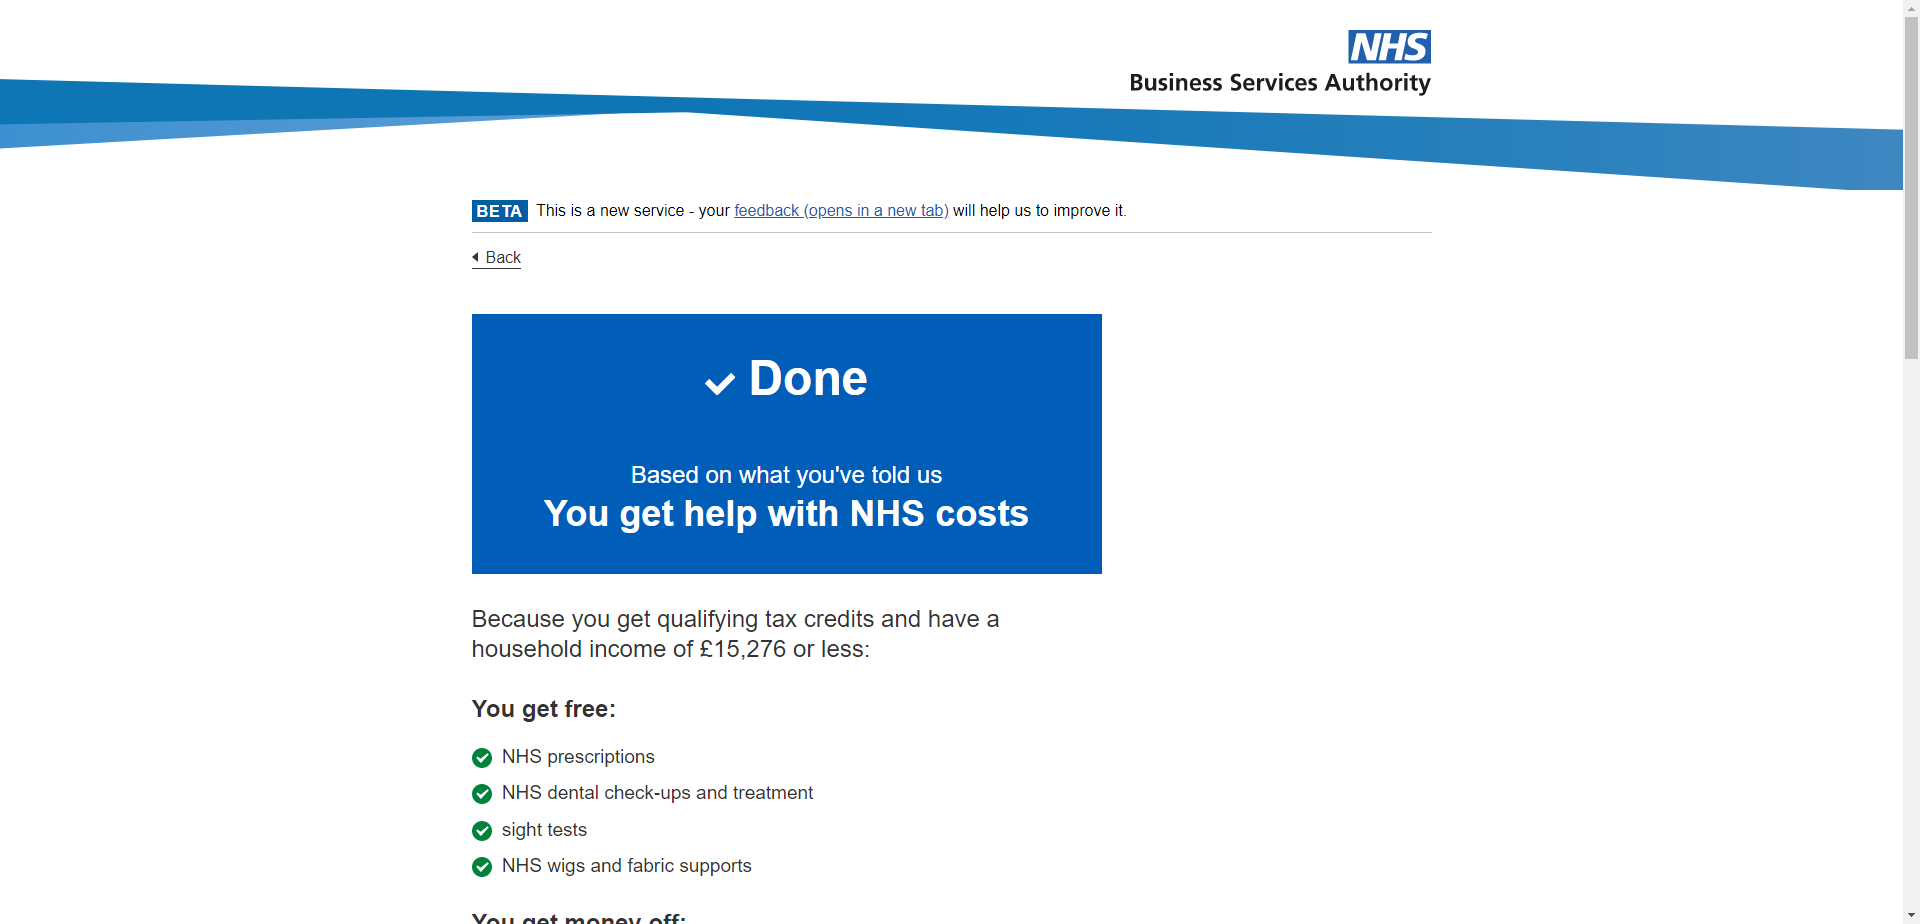 NHS
Business Services Authority
BETA This is a new service - your feedback (opens in a new tab) will help us to improve it.
Back
Done
Based on what you've told us
You get help with NHS costs
Because you get qualifying tax credits and have a
household income of £15,276 or less:
You get free:
NHS prescriptions
NHS dental check-ups and treatment
sight tests
NHS wigs and fabric supports
You get money off: